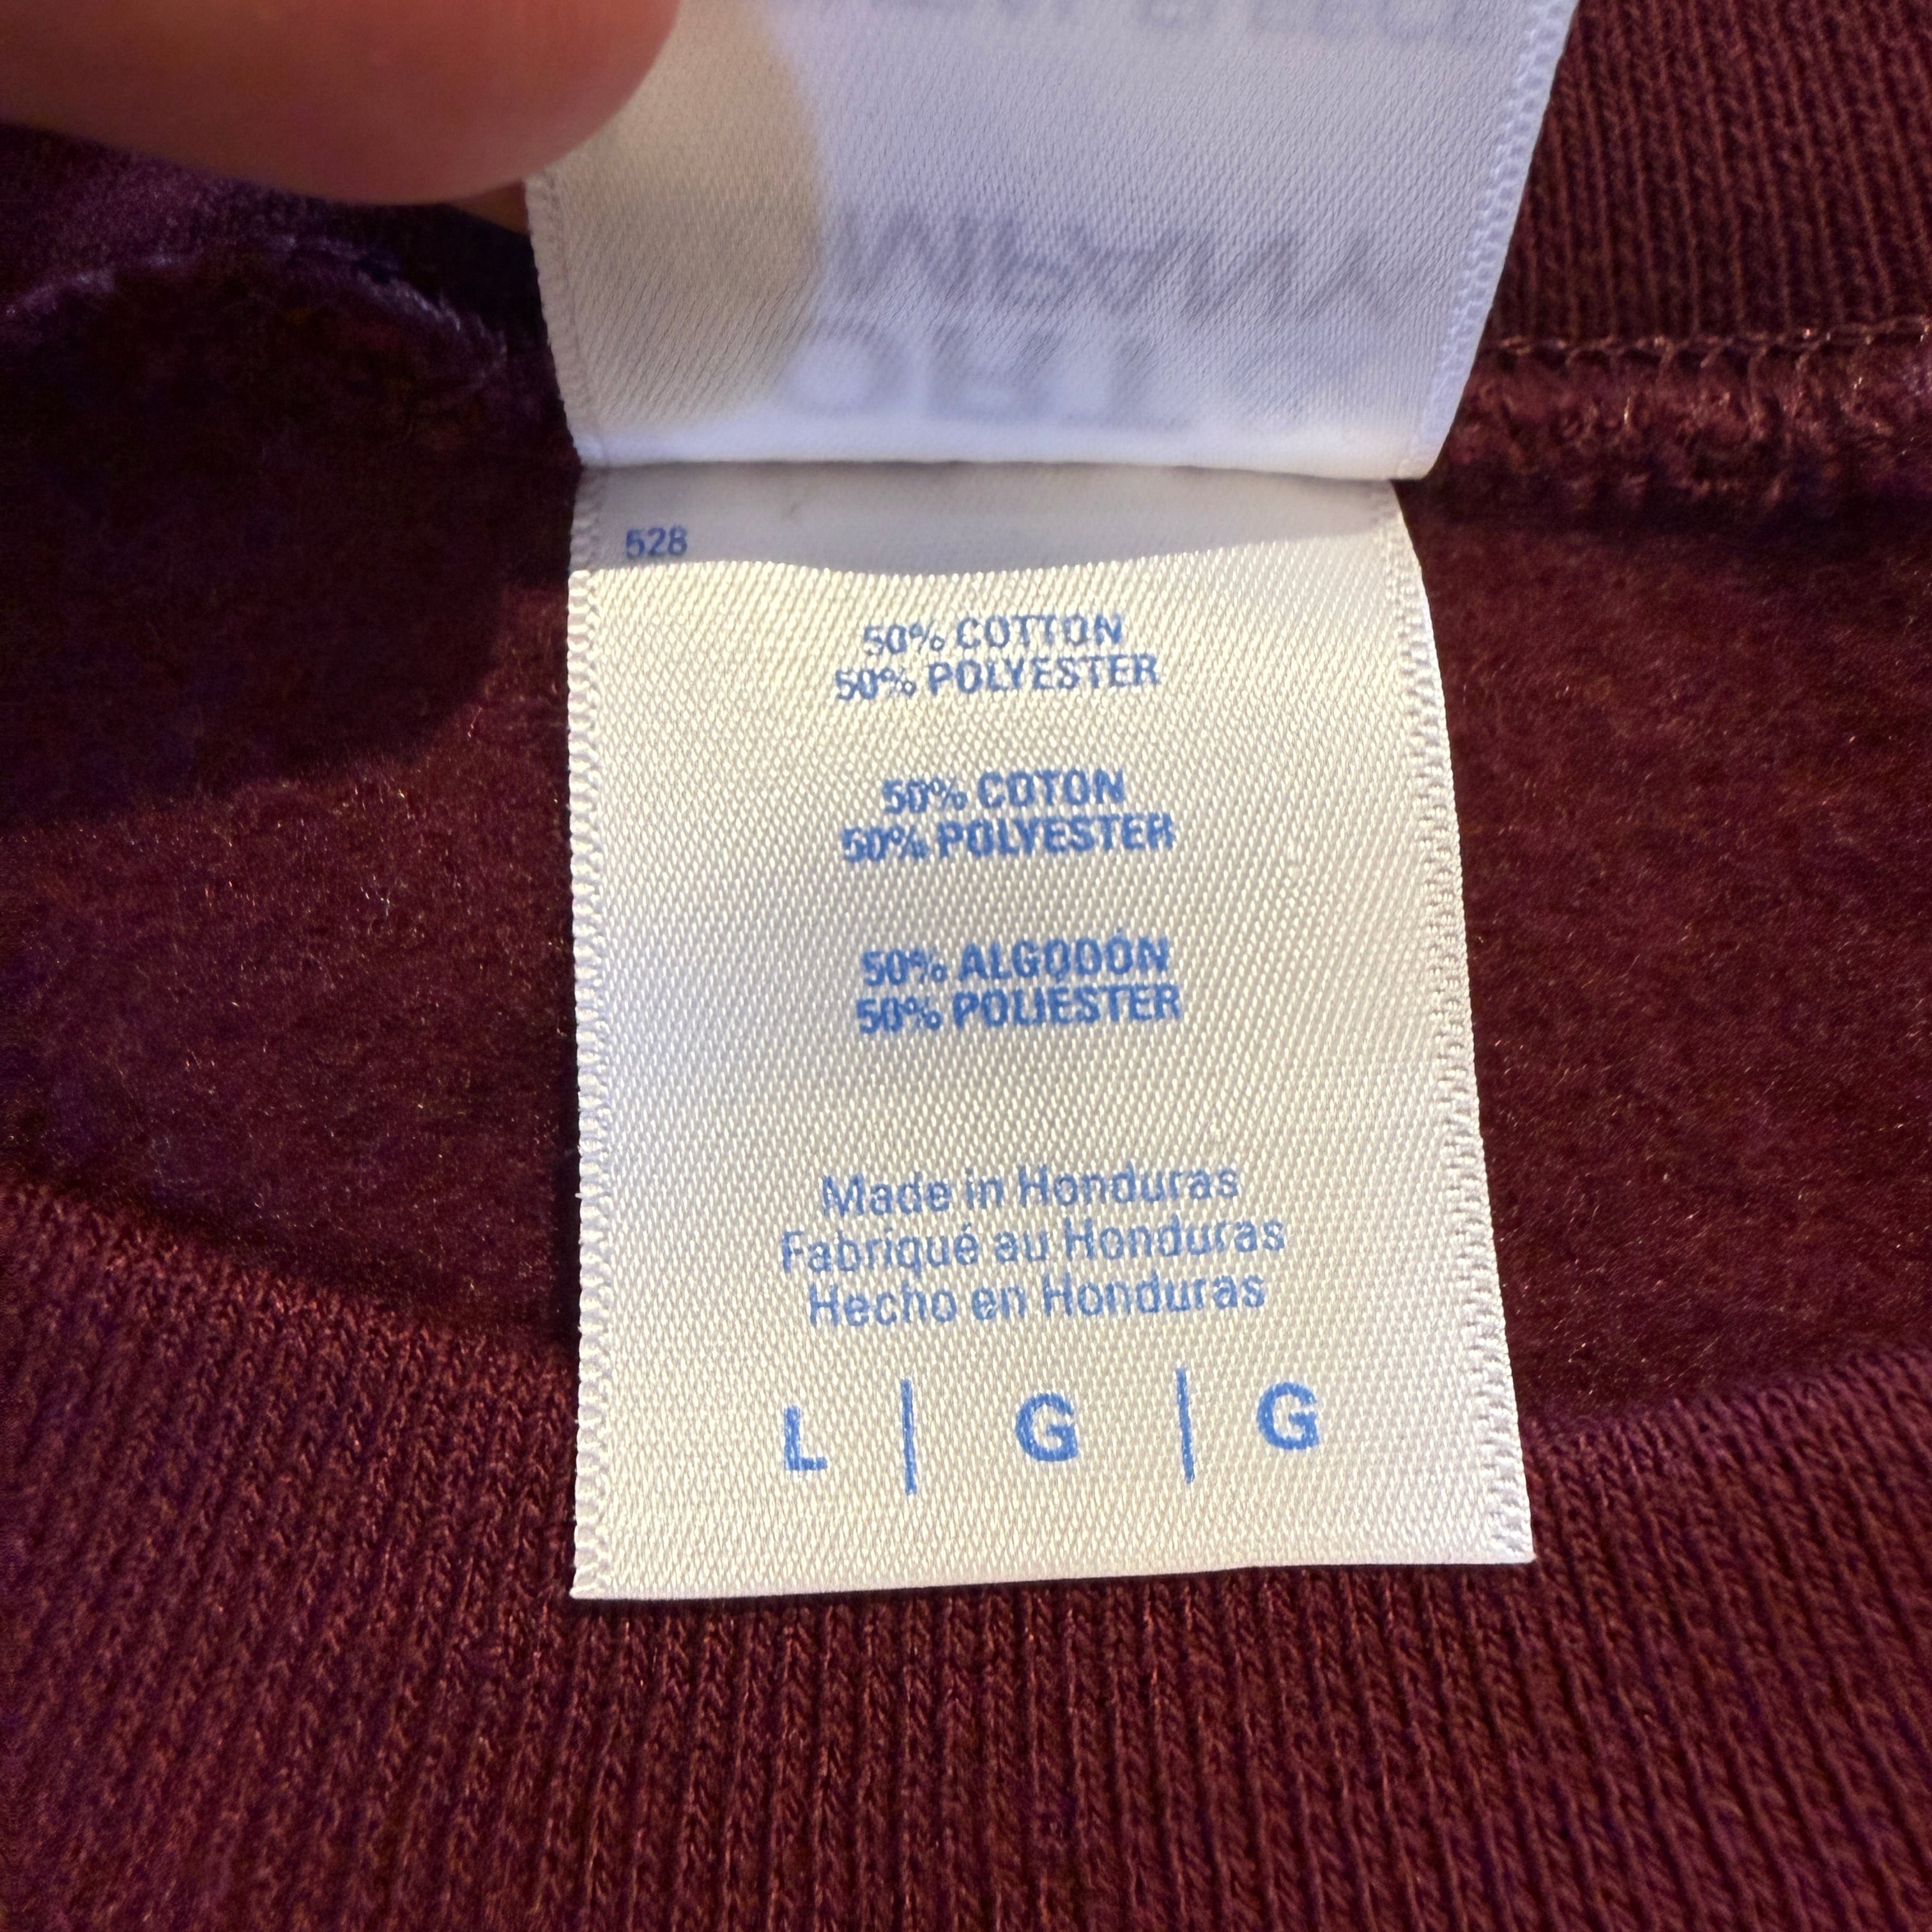 528
50% COTTON
50% POLYESTER
50% COTON
50% POLYESTER
50% ALGODÓN
50% POLIÉSTER
Made in Honduras
Fabriqué au Honduras
Hecho en Honduras
L | G | G